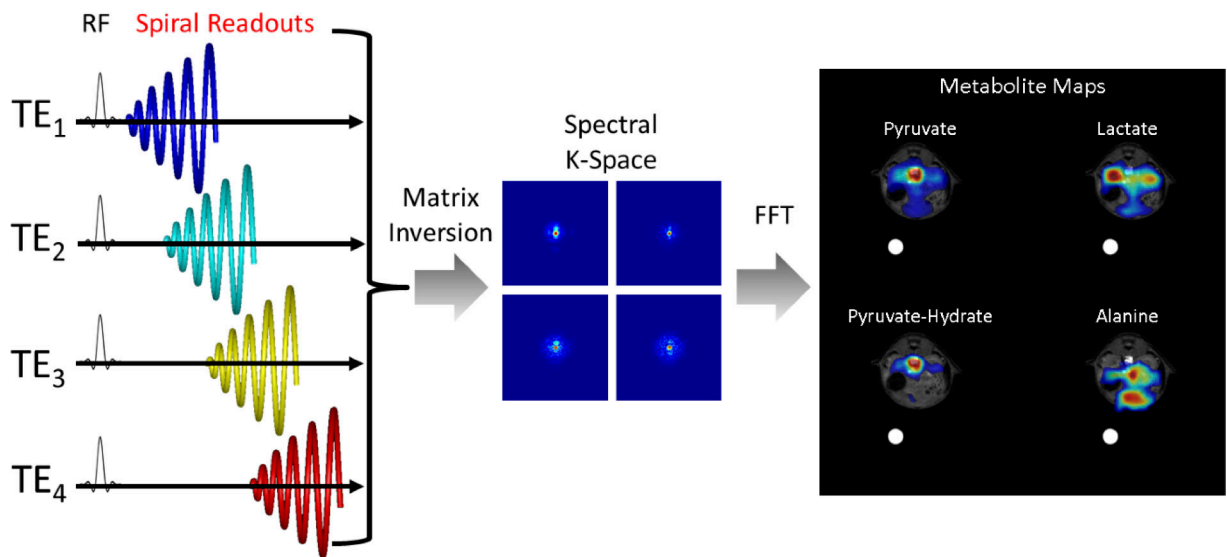 RF Spiral Readouts
TE1
TE2
TE3
TE4
Matrix
Inversion
Spectral
K-Space
FFT
Metabolite Maps
Pyruvate Lactate
Pyruvate-Hydrate Alanine